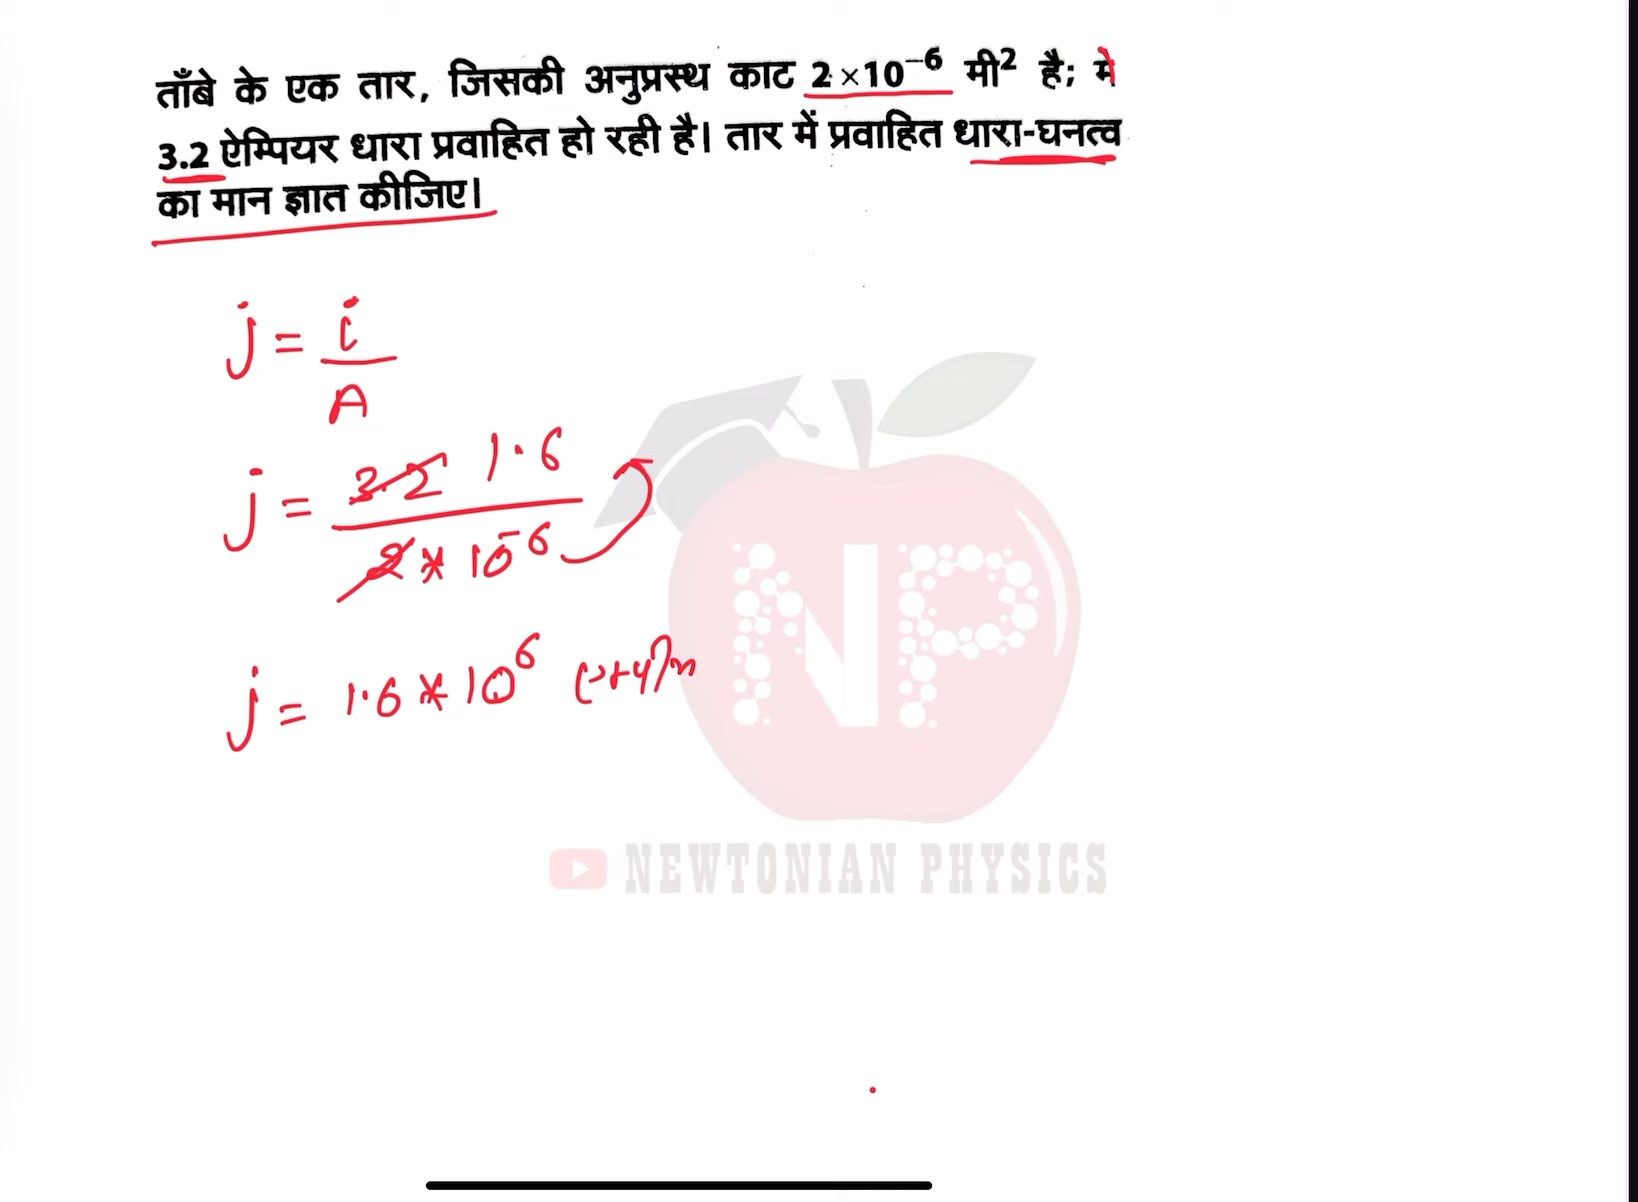 ताँबे के एक तार, जिसकी अनुप्रस्थ काट 2×10⁻⁶ मी² है; में
3.2 ऐम्पियर धारा प्रवाहित हो रही है। तार में प्रवाहित धारा-घनत्व
का मान ज्ञात कीजिए।
j = i
A
j = 3.2 1.6
2 * 10⁻⁶
j = 1.6 * 10⁶
NP
NEWTONIAN PHYSICS